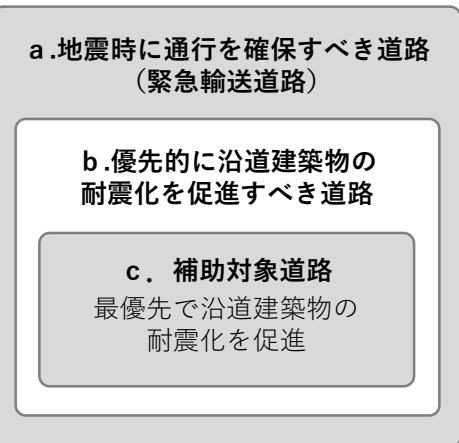 a.地震時に通行を確保すべき道路
（緊急輸送道路）
b.優先的に沿道建築物の
耐震化を促進すべき道路
c．補助対象道路
最優先で沿道建築物の
耐震化を促進